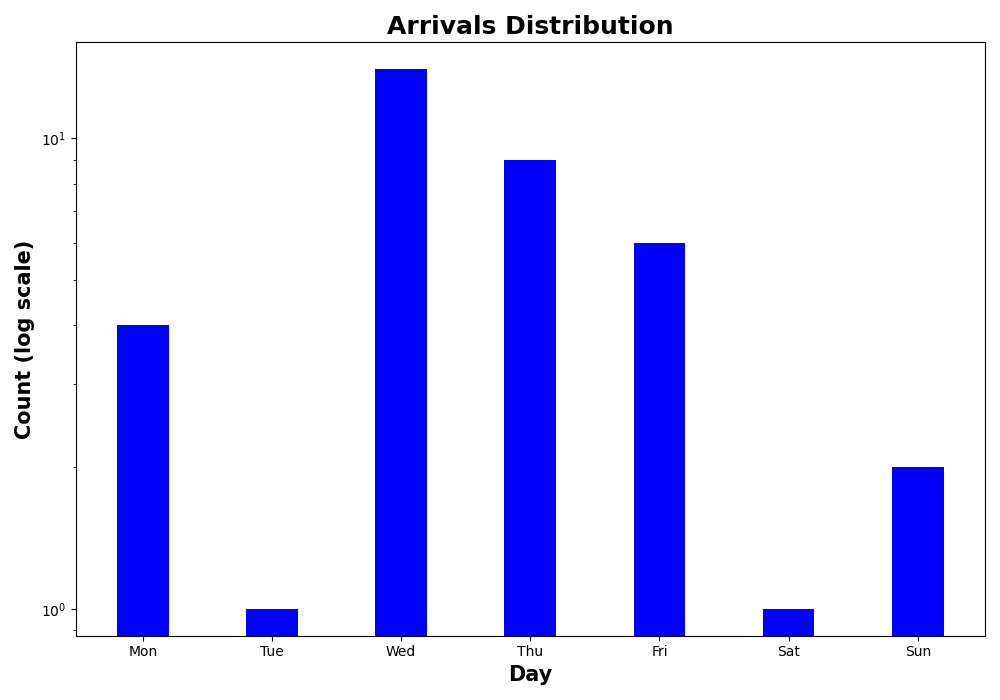 Arrivals Distribution
Count (log scale)
10¹
10⁰
Mon Tue Wed Thu Fri Sat Sun
Day